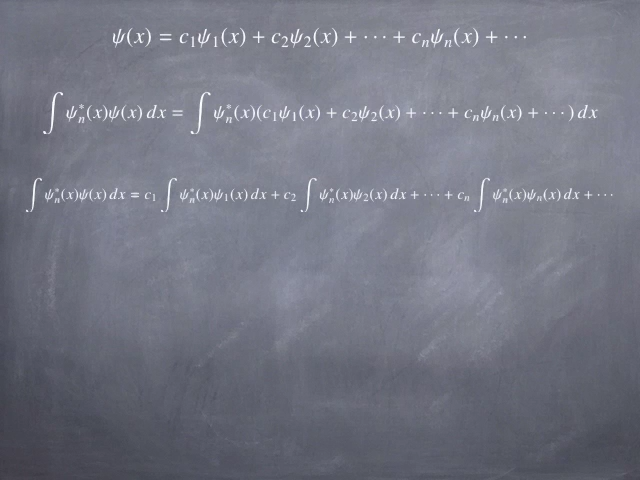 ψ(x) = c₁ψ₁(x) + c₂ψ₂(x) + ⋯ + cₙψₙ(x) + ⋯
∫ ψₙ*(x)ψ(x) dx = ∫ ψₙ*(x)(c₁ψ₁(x) + c₂ψ₂(x) + ⋯ + cₙψₙ(x) + ⋯ ) dx
∫ ψₙ*(x)ψ(x) dx = c₁ ∫ ψₙ*(x)ψ₁(x) dx + c₂ ∫ ψₙ*(x)ψ₂(x) dx + ⋯ + cₙ ∫ ψₙ*(x)ψₙ(x) dx + ⋯